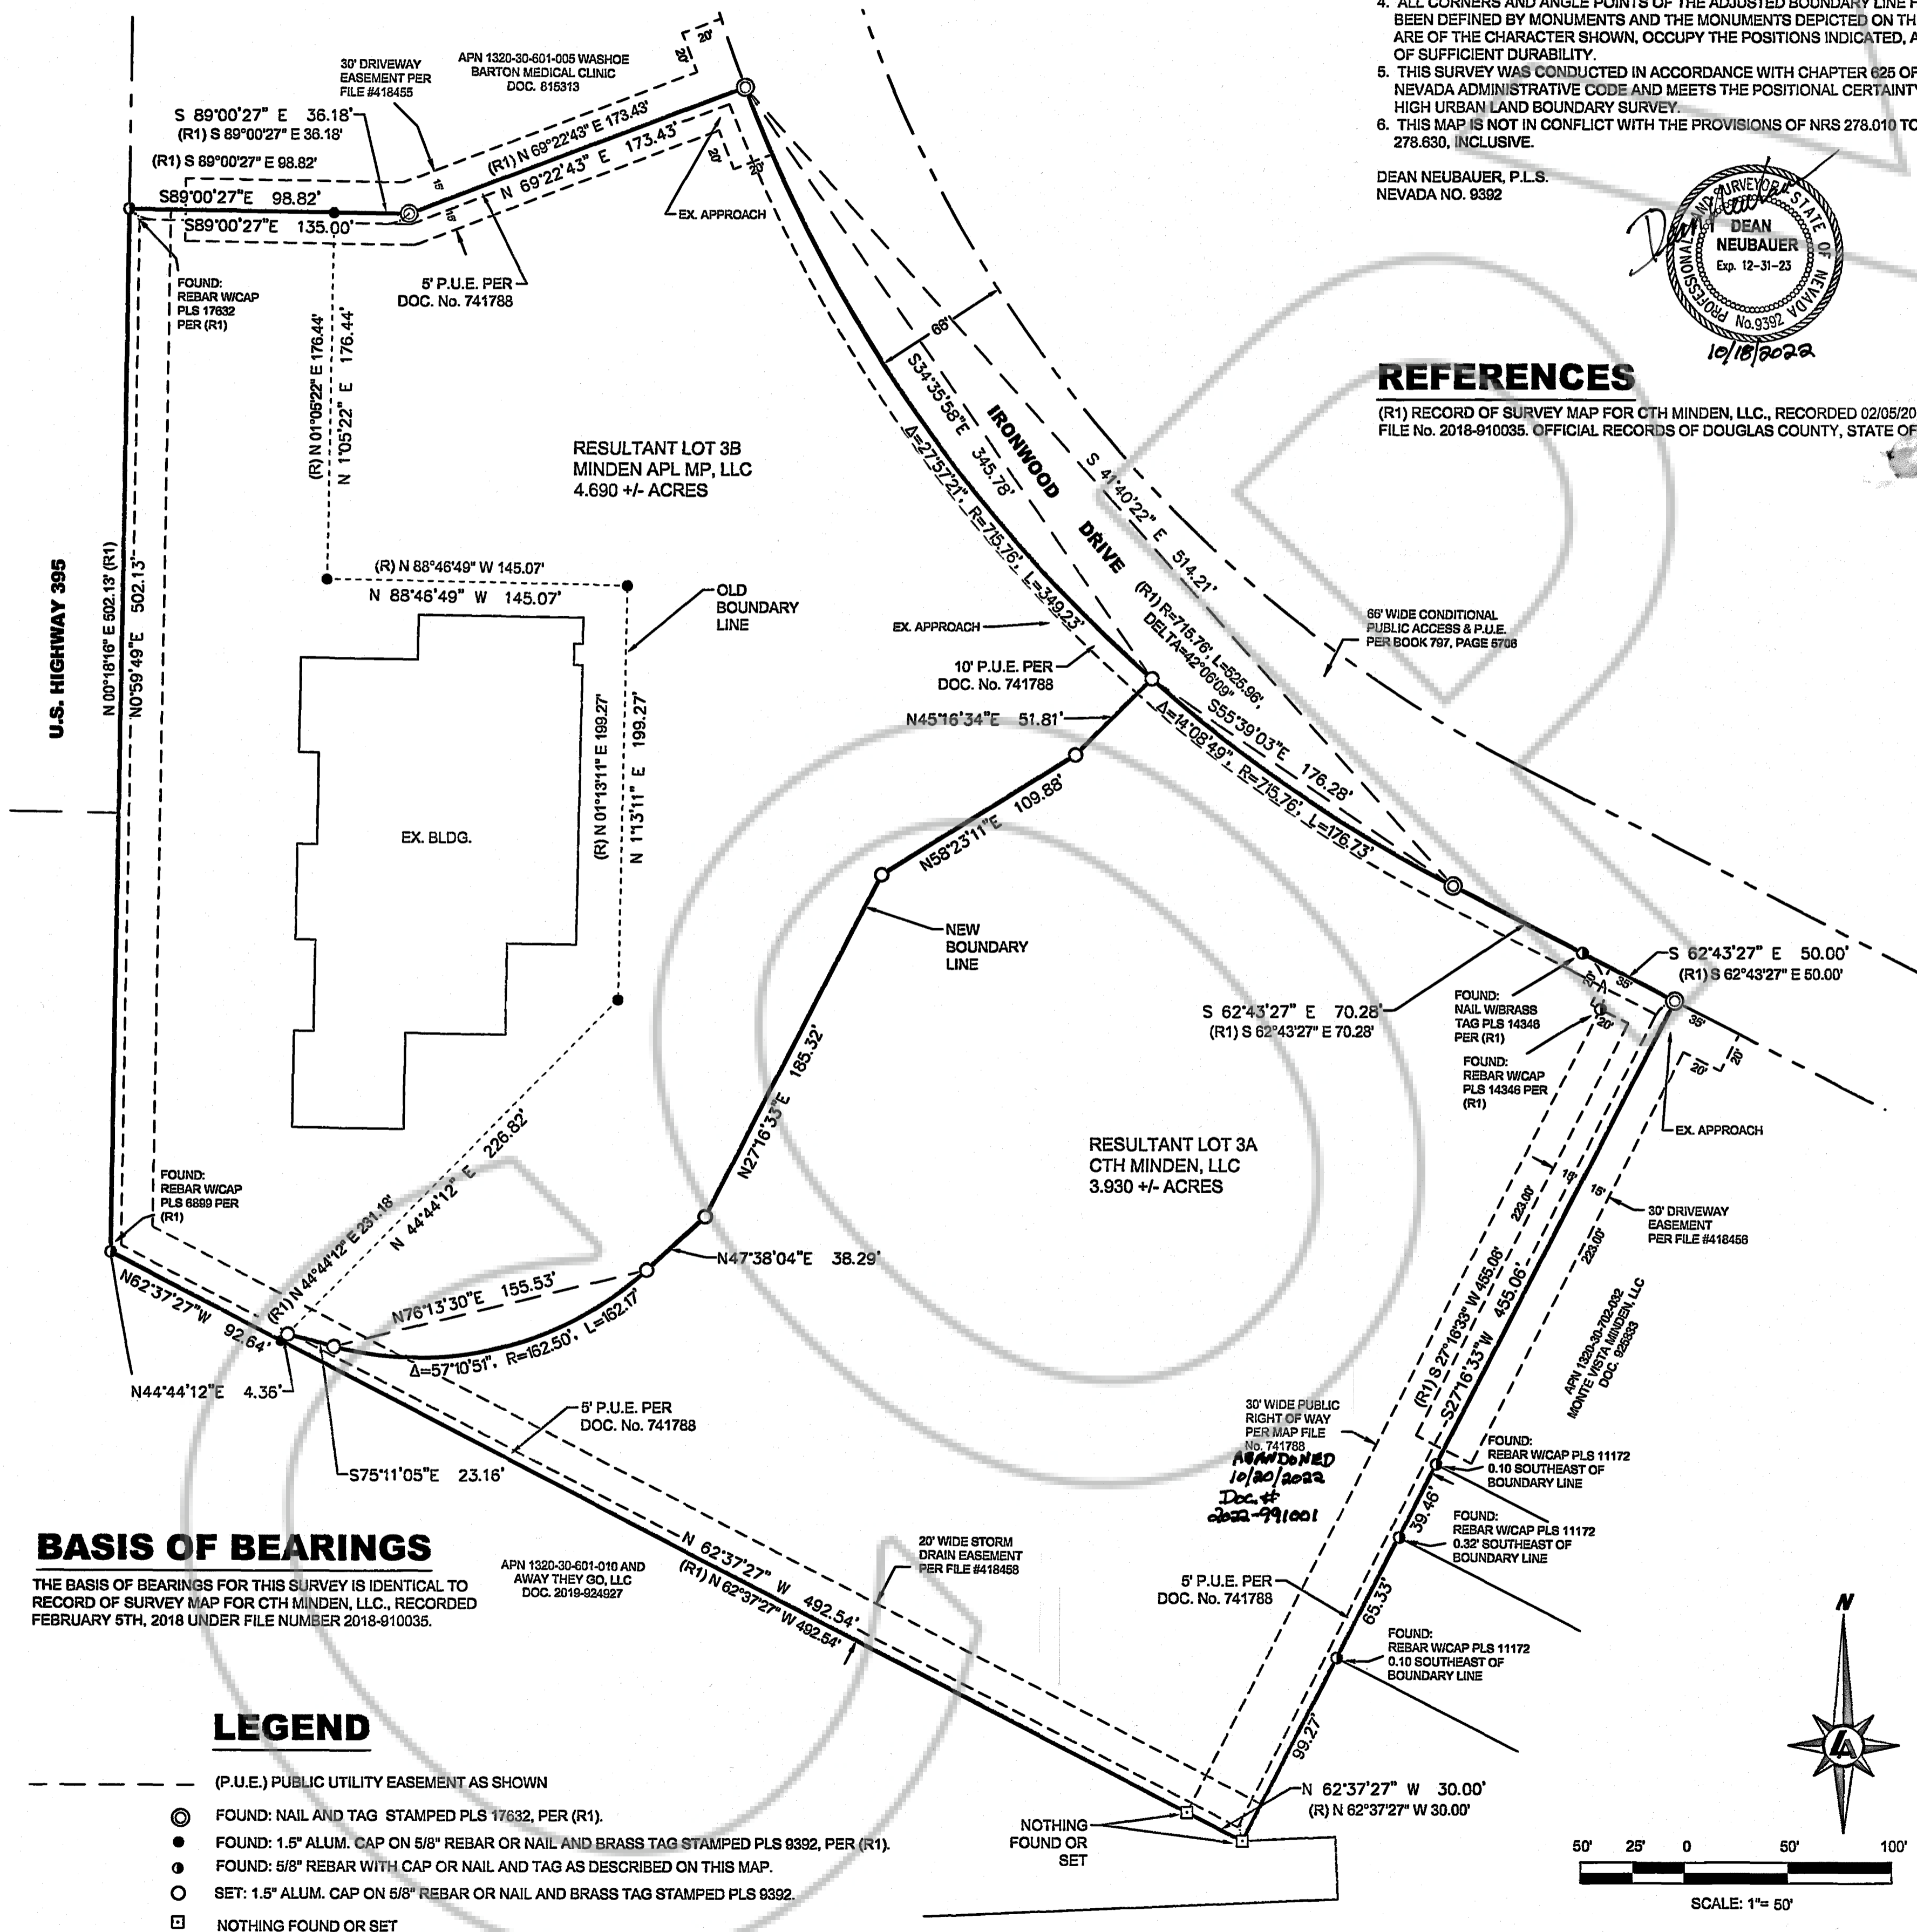 4. ALL CORNERS AND ANGLE POINTS OF THE ADJUSTED BOUNDARY LINE
BEEN DEFINED BY MONUMENTS AND THE MONUMENTS DEPICTED ON
ARE OF THE CHARACTER SHOWN, OCCUPY THE POSITIONS INDICATED,
OF SUFFICIENT DURABILITY.
5. THIS SURVEY WAS CONDUCTED IN ACCORDANCE WITH CHAPTER 625 OF
NEVADA ADMINISTRATIVE CODE AND MEETS THE POSITIONAL CERTAINTY
HIGH URBAN LAND BOUNDARY SURVEY.
6. THIS MAP IS NOT IN CONFLICT WITH THE PROVISIONS OF NRS 278.010 TO
278.630, INCLUSIVE.
DEAN NEUBAUER, P.L.S.
NEVADA NO. 9392
PROFESSIONAL LAND SURVEYOR STATE OF NEVADA
DEAN
NEUBAUER
Exp. 12-31-23
No.9392
10/18/2022
REFERENCES
(R1) RECORD OF SURVEY MAP FOR CTH MINDEN, LLC., RECORDED 02/05/20
FILE No. 2018-910035. OFFICIAL RECORDS OF DOUGLAS COUNTY, STATE OF
30' DRIVEWAY
EASEMENT PER
FILE #418455
APN 1320-30-601-005 WASHOE
BARTON MEDICAL CLINIC
DOC. 815313
20'
20'
S 89°00'27" E 36.18'
(R1) S 89°00'27" E 36.18'
(R1) S 89°00'27" E 98.82'
S89°00'27"E 98.82'
S89°00'27"E 135.00'
(R1) N 69°22'43" E 173.43'
N 69°22'43" E 173.43'
15'
15'
20'
20'
EX. APPROACH
5' P.U.E. PER
DOC. No. 741788
FOUND:
REBAR W/CAP
PLS 17632
PER (R1)
(R) N 01°05'22" E 176.44'
N 1°05'22" E 176.44'
RESULTANT LOT 3B
MINDEN APL MP, LLC
4.690 +/- ACRES
66'
S34°35'58"E 345.78'
IRONWOOD DRIVE
S 41°40'22" E 514.21'
Δ=27°57'21", R=715.76', L=349.23'
(R1) R=715.76', L=525.96',
DELTA=42°06'09"
66' WIDE CONDITIONAL
PUBLIC ACCESS & P.U.E.
PER BOOK 797, PAGE 5706
U.S. HIGHWAY 395
N 00°18'16" E 502.13' (R1)
N0°59'49"E 502.13'
(R) N 88°46'49" W 145.07'
N 88°46'49" W 145.07'
OLD
BOUNDARY
LINE
EX. APPROACH
10' P.U.E. PER
DOC. No. 741788
N45°16'34"E 51.81'
S55°39'03"E 176.28'
Δ=14°08'49", R=715.76', L=176.73'
(R) N 01°13'11" E 199.27'
N 1°13'11" E 199.27'
EX. BLDG.
N58°23'11"E 109.88'
NEW
BOUNDARY
LINE
S 62°43'27" E 50.00'
(R1) S 62°43'27" E 50.00'
35'
20'
20'
35'
20'
20'
S 62°43'27" E 70.28'
(R1) S 62°43'27" E 70.28'
FOUND:
NAIL W/BRASS
TAG PLS 14346
PER (R1)
FOUND:
REBAR W/CAP
PLS 14346 PER
(R1)
EX. APPROACH
N27°16'33"E 185.32'
RESULTANT LOT 3A
CTH MINDEN, LLC
3.930 +/- ACRES
15'
15'
223.00'
223.00'
30' DRIVEWAY
EASEMENT
PER FILE #418456
FOUND:
REBAR W/CAP
PLS 6899 PER
(R1)
(R1) N 44°44'12" E 231.18'
N 44°44'12" E 226.82'
N47°38'04"E 38.29'
N76°13'30"E 155.53'
Δ=57°10'51", R=162.50', L=162.17'
N62°37'27"W 92.64'
N44°44'12"E 4.36'
S75°11'05"E 23.16'
5' P.U.E. PER
DOC. No. 741788
(R1) S 27°16'33" W 455.06'
S27°16'33"W 455.06'
APN 1320-30-702-032
MONTE VISTA MINDEN, LLC
DOC. 926833
30' WIDE PUBLIC
RIGHT OF WAY
PER MAP FILE
No. 741788
ABANDONED
10/20/2022
Doc. #
2022-991001
FOUND:
REBAR W/CAP PLS 11172
0.10 SOUTHEAST OF
BOUNDARY LINE
39.46'
FOUND:
REBAR W/CAP PLS 11172
0.32' SOUTHEAST OF
BOUNDARY LINE
5' P.U.E. PER
DOC. No. 741788
65.33'
FOUND:
REBAR W/CAP PLS 11172
0.10 SOUTHEAST OF
BOUNDARY LINE
99.27'
BASIS OF BEARINGS
THE BASIS OF BEARINGS FOR THIS SURVEY IS IDENTICAL TO
RECORD OF SURVEY MAP FOR CTH MINDEN, LLC., RECORDED
FEBRUARY 5TH, 2018 UNDER FILE NUMBER 2018-910035.
APN 1320-30-601-010 AND
AWAY THEY GO, LLC
DOC. 2019-924927
20' WIDE STORM
DRAIN EASEMENT
PER FILE #418458
N 62°37'27" W 492.54'
(R1) N 62°37'27" W 492.54'
N 62°37'27" W 30.00'
(R) N 62°37'27" W 30.00'
NOTHING
FOUND OR
SET
LEGEND
(P.U.E.) PUBLIC UTILITY EASEMENT AS SHOWN
FOUND: NAIL AND TAG STAMPED PLS 17632, PER (R1).
FOUND: 1.5" ALUM. CAP ON 5/8" REBAR OR NAIL AND BRASS TAG STAMPED PLS 9392, PER (R1).
FOUND: 5/8" REBAR WITH CAP OR NAIL AND TAG AS DESCRIBED ON THIS MAP.
SET: 1.5" ALUM. CAP ON 5/8" REBAR OR NAIL AND BRASS TAG STAMPED PLS 9392.
NOTHING FOUND OR SET
N
LA
50' 25' 0 50' 100'
SCALE: 1"= 50'